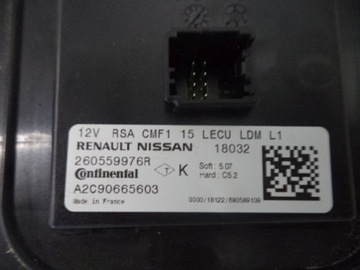 12V RSA CMF1 15 LECU LDM L1
RENAULT NISSAN 18032
260559976R
Soft : 5.07
Continental T K
Hard : C5.2
A2C90665603
Made in France